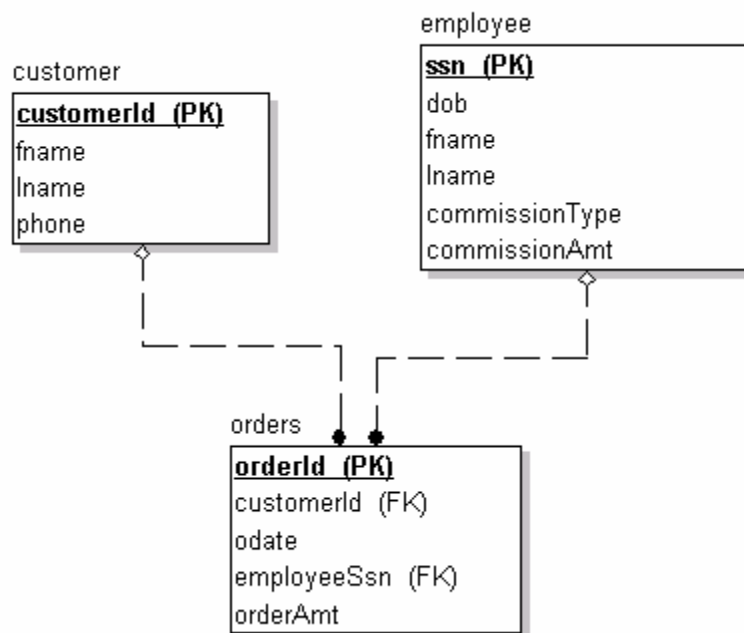 customer
customerId (PK)
fname
lname
phone
employee
ssn (PK)
dob
fname
lname
commissionType
commissionAmt
orders
orderId (PK)
customerId (FK)
odate
employeeSsn (FK)
orderAmt